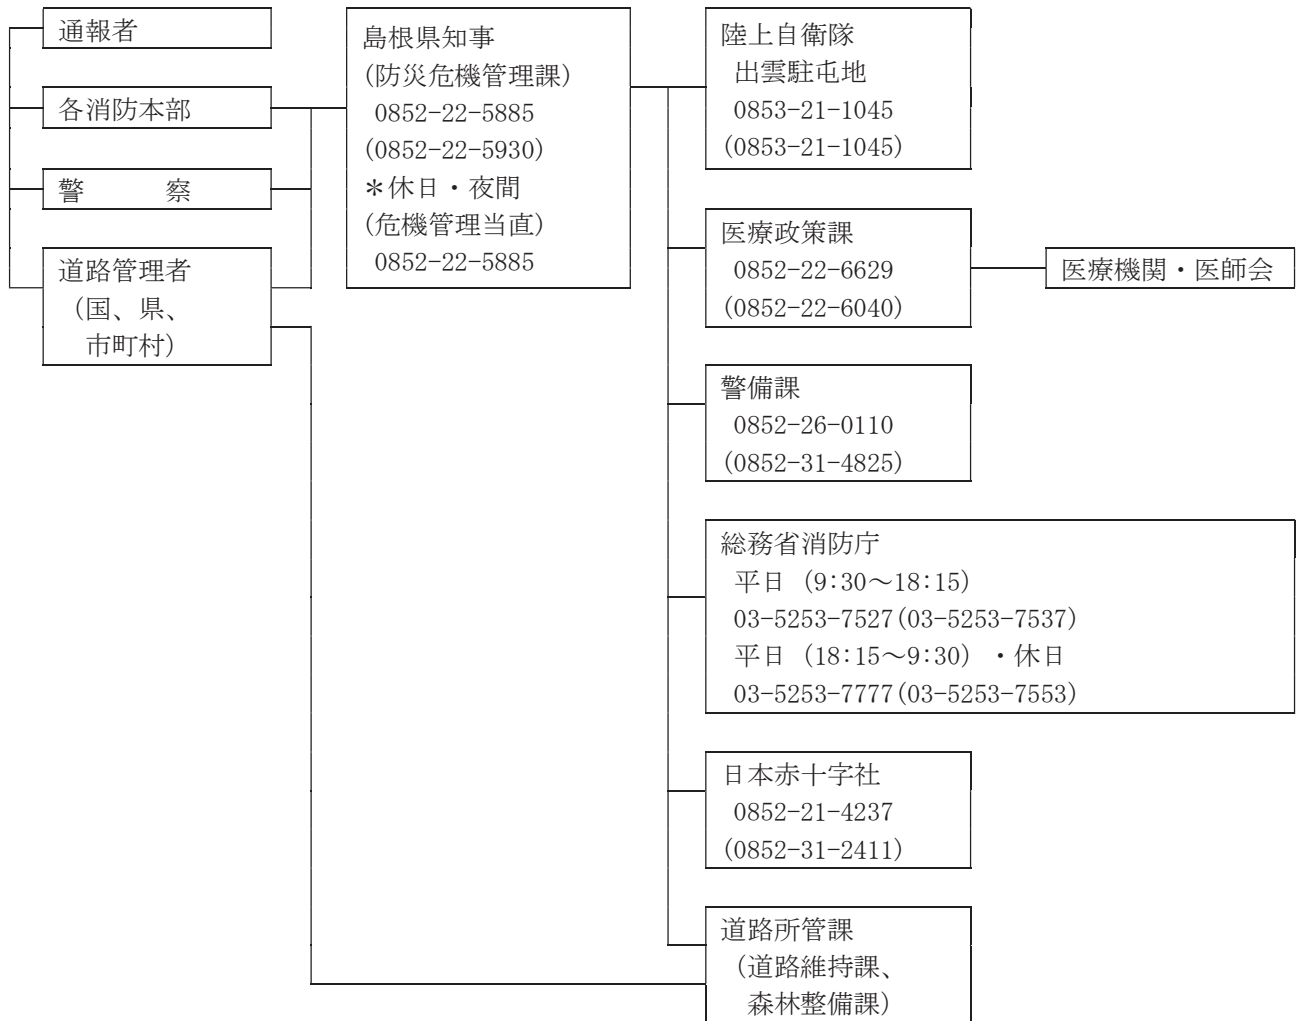 通報者
各消防本部
警　　察
道路管理者
(国、県、
市町村)
島根県知事
(防災危機管理課)
0852-22-5885
(0852-22-5930)
＊休日・夜間
(危機管理当直)
0852-22-5885
陸上自衛隊
出雲駐屯地
0853-21-1045
(0853-21-1045)
医療政策課
0852-22-6629
(0852-22-6040)
医療機関・医師会
警備課
0852-26-0110
(0852-31-4825)
総務省消防庁
平日 (9:30～18:15)
03-5253-7527(03-5253-7537)
平日 (18:15～9:30) ・休日
03-5253-7777(03-5253-7553)
日本赤十字社
0852-21-4237
(0852-31-2411)
道路所管課
(道路維持課、
森林整備課)